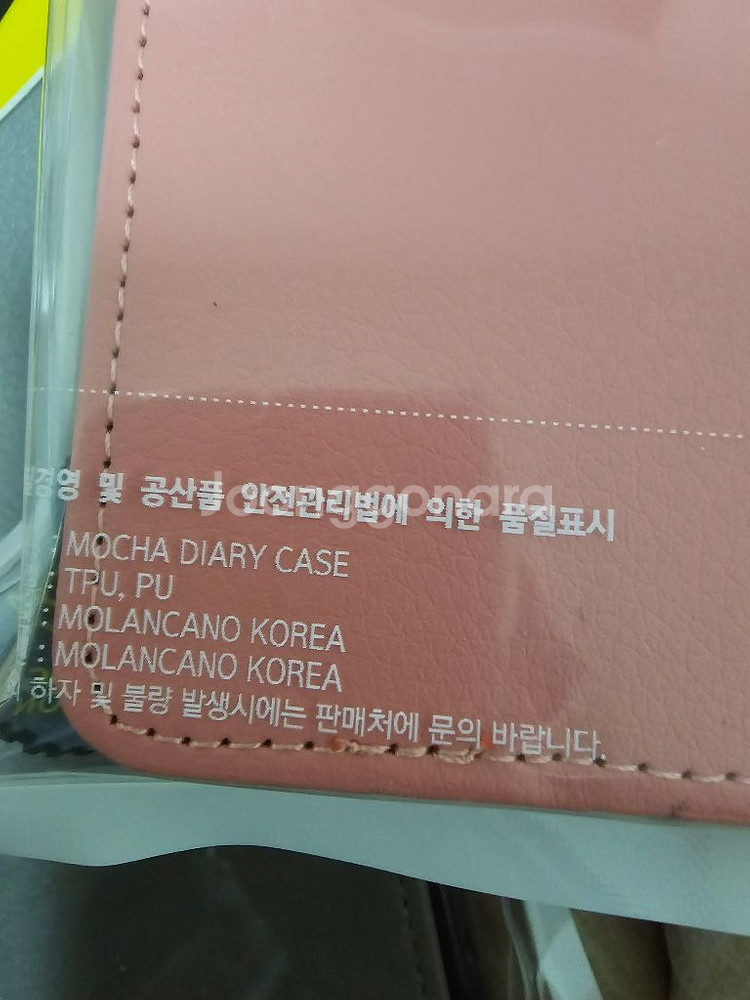 경영 및 공산품 안전관리법에 의한 품질표시
: MOCHA DIARY CASE
: TPU, PU
: MOLANCANO KOREA
: MOLANCANO KOREA
하자 및 불량 발생시에는 판매처에 문의 바랍니다.